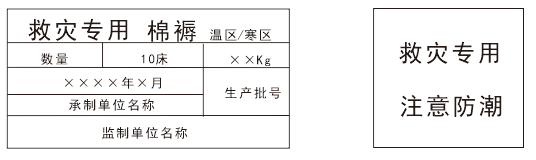 救灾专用 棉褥 温区/寒区
数量 10床 ××Kg
××××年×月
承制单位名称
生产批号
监制单位名称
救灾专用
注意防潮